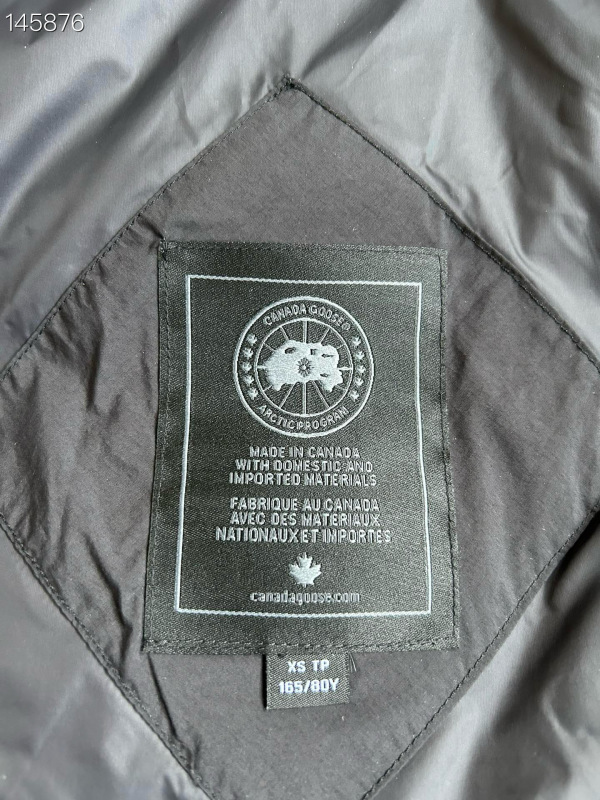 145876
CANADA GOOSE®
ARCTIC PROGRAM
MADE IN CANADA
WITH DOMESTIC AND
IMPORTED MATERIALS
FABRIQUE AU CANADA
AVEC DES MATERIAUX
NATIONAUX ET IMPORTES
canadagoose.com
XS TP
165/80Y